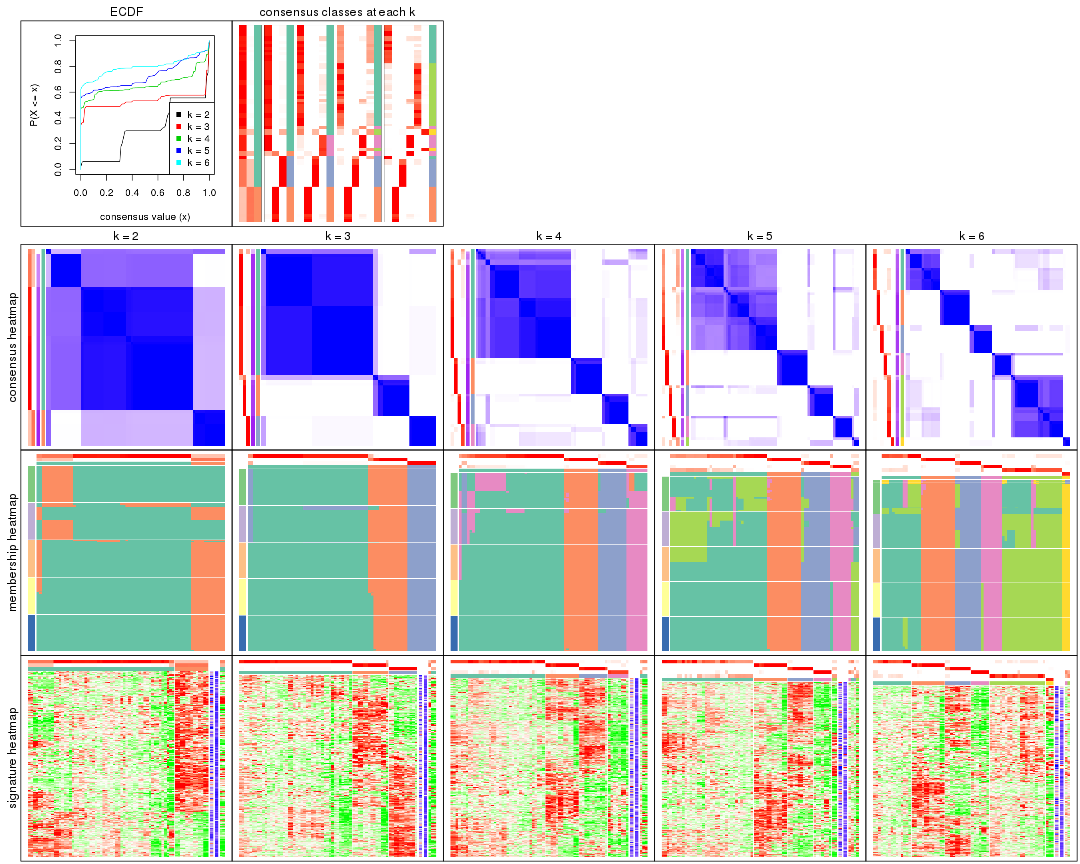 ECDF
consensus classes at each k
P(X <= x)
1.0
0.8
0.6
0.4
0.2
0.0
k = 2
k = 3
k = 4
k = 5
k = 6
0.0 0.2 0.4 0.6 0.8 1.0
consensus value (x)
k = 2
k = 3
k = 4
k = 5
k = 6
consensus heatmap
membership heatmap
signature heatmap